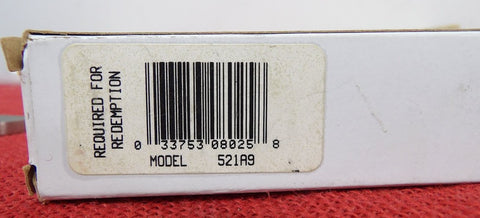 REQUIRED FOR
REDEMPTION
0 33753 08025 8
MODEL 521A9